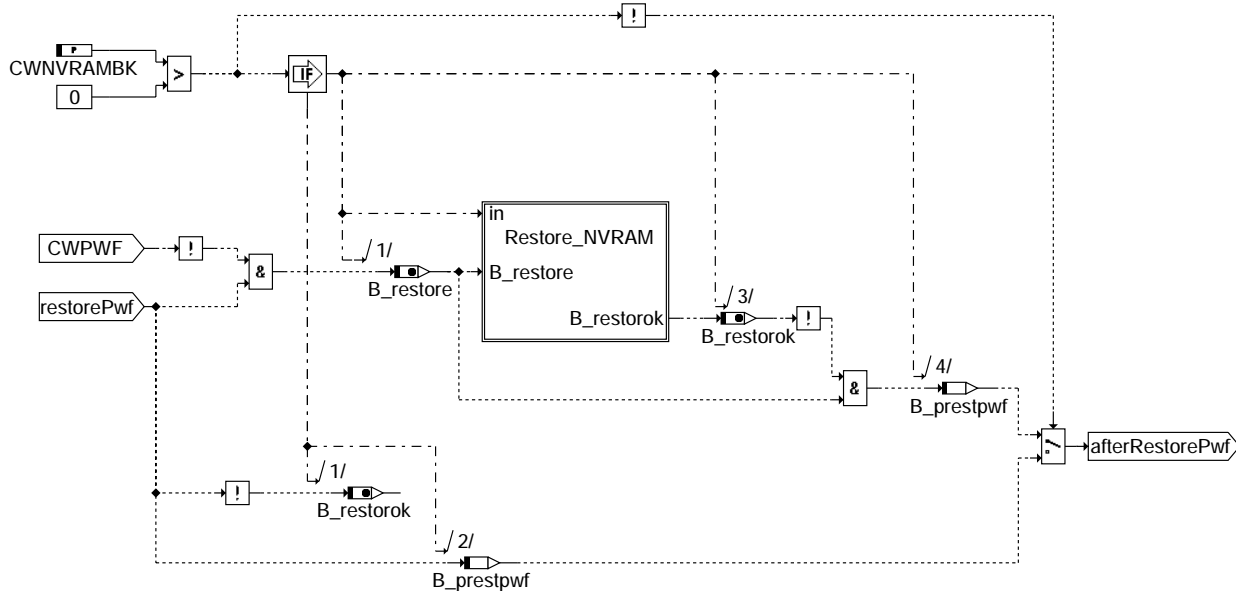 !
P
CWNVRAMBK
>
IF
0
in
Restore_NVRAM
CWPWF
!
1/
&
B_restore
B_restore
restorePwf
3/
B_restorok
!
B_restorok
4/
&
B_prestpwf
afterRestorePwf
1/
!
B_restorok
2/
B_prestpwf